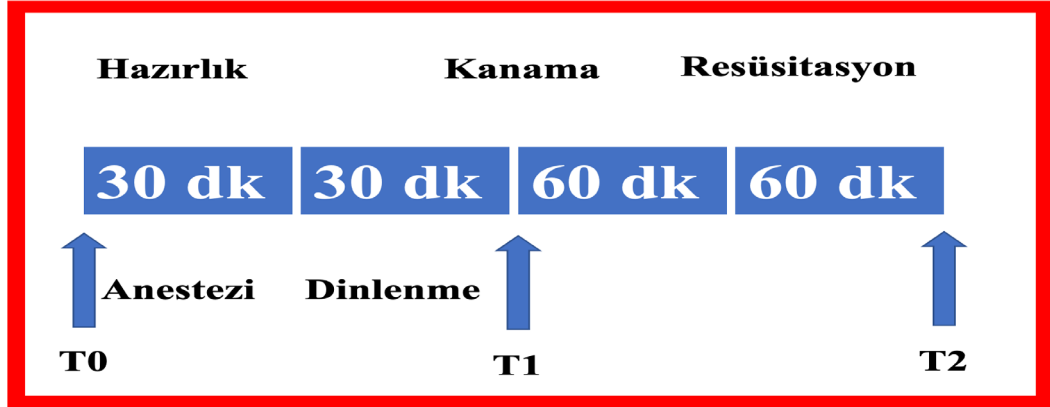 Hazırlık Kanama Resüsitasyon
30 dk 30 dk 60 dk 60 dk
Anestezi Dinlenme
T0 T1 T2